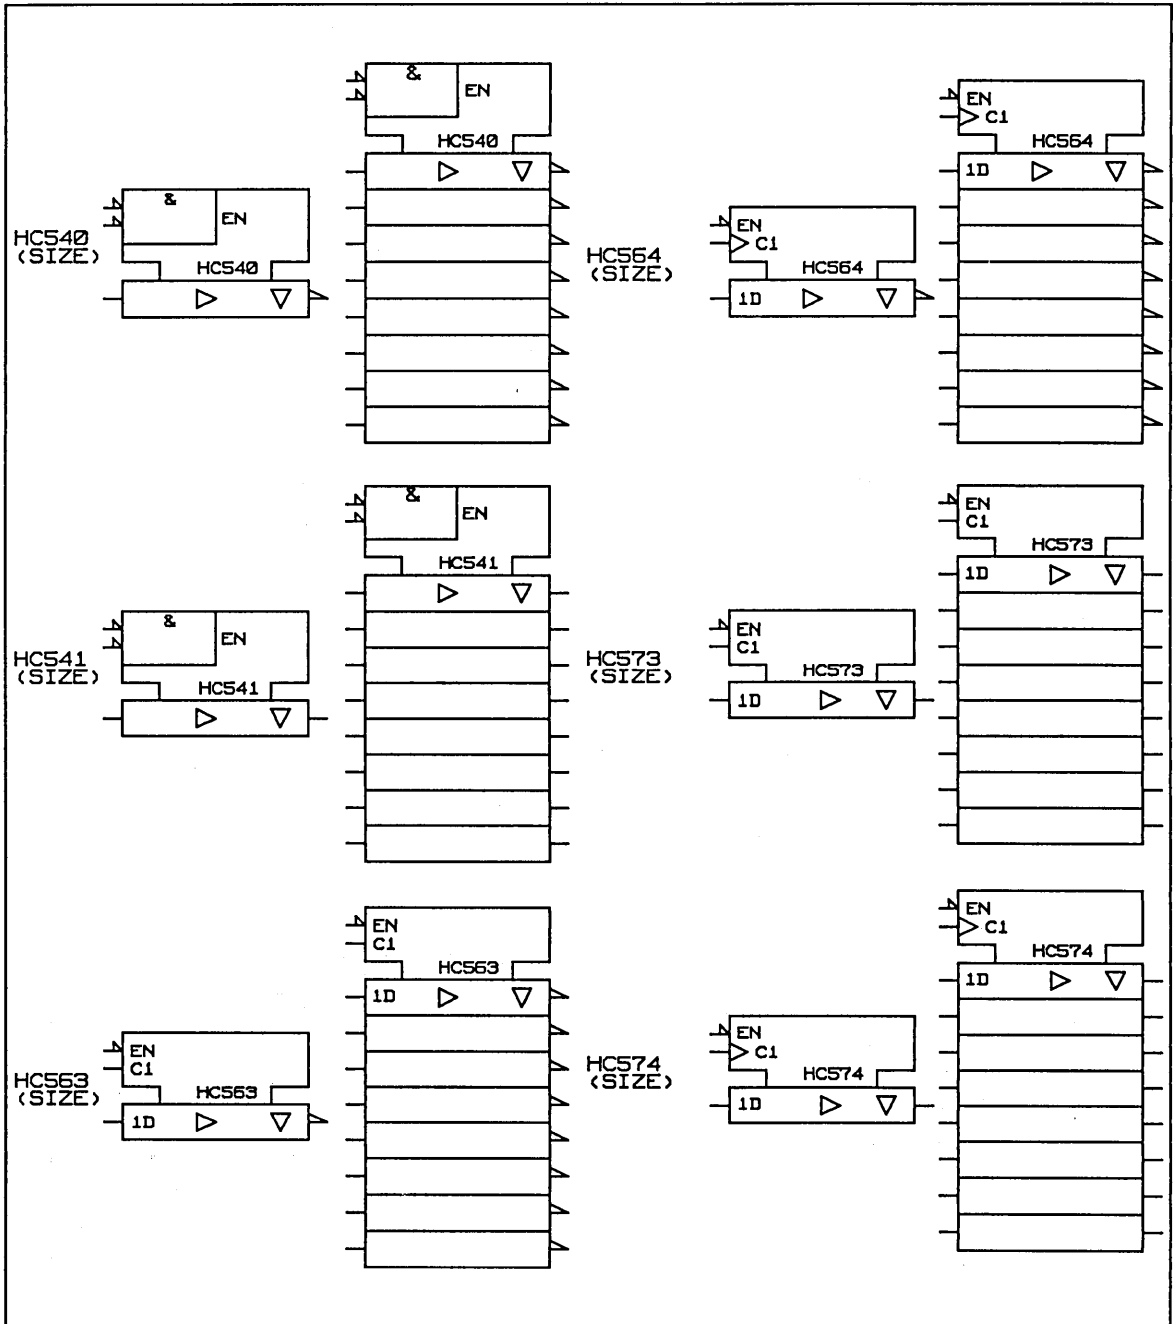 &
EN
HC540
&
EN
HC540
(SIZE)
HC540
EN
C1
HC564
1D
EN
C1
HC564
(SIZE)
HC564
1D
&
EN
HC541
&
EN
HC541
(SIZE)
HC541
EN
C1
HC573
1D
EN
C1
HC573
(SIZE)
HC573
1D
EN
C1
HC563
1D
EN
C1
HC563
(SIZE)
HC563
1D
EN
C1
HC574
1D
EN
C1
HC574
(SIZE)
HC574
1D